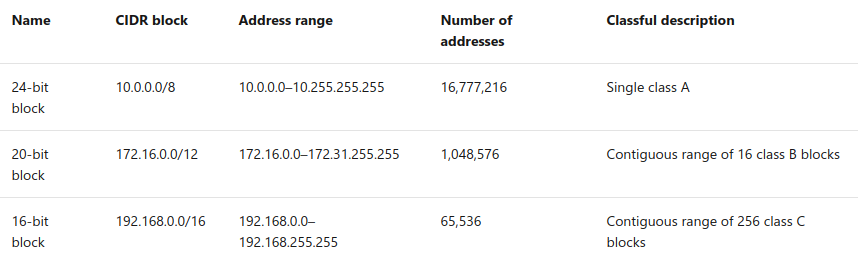 Name CIDR block Address range Number of addresses Classful description
24-bit block 10.0.0.0/8 10.0.0.0–10.255.255.255 16,777,216 Single class A
20-bit block 172.16.0.0/12 172.16.0.0–172.31.255.255 1,048,576 Contiguous range of 16 class B blocks
16-bit block 192.168.0.0/16 192.168.0.0–192.168.255.255 65,536 Contiguous range of 256 class C blocks